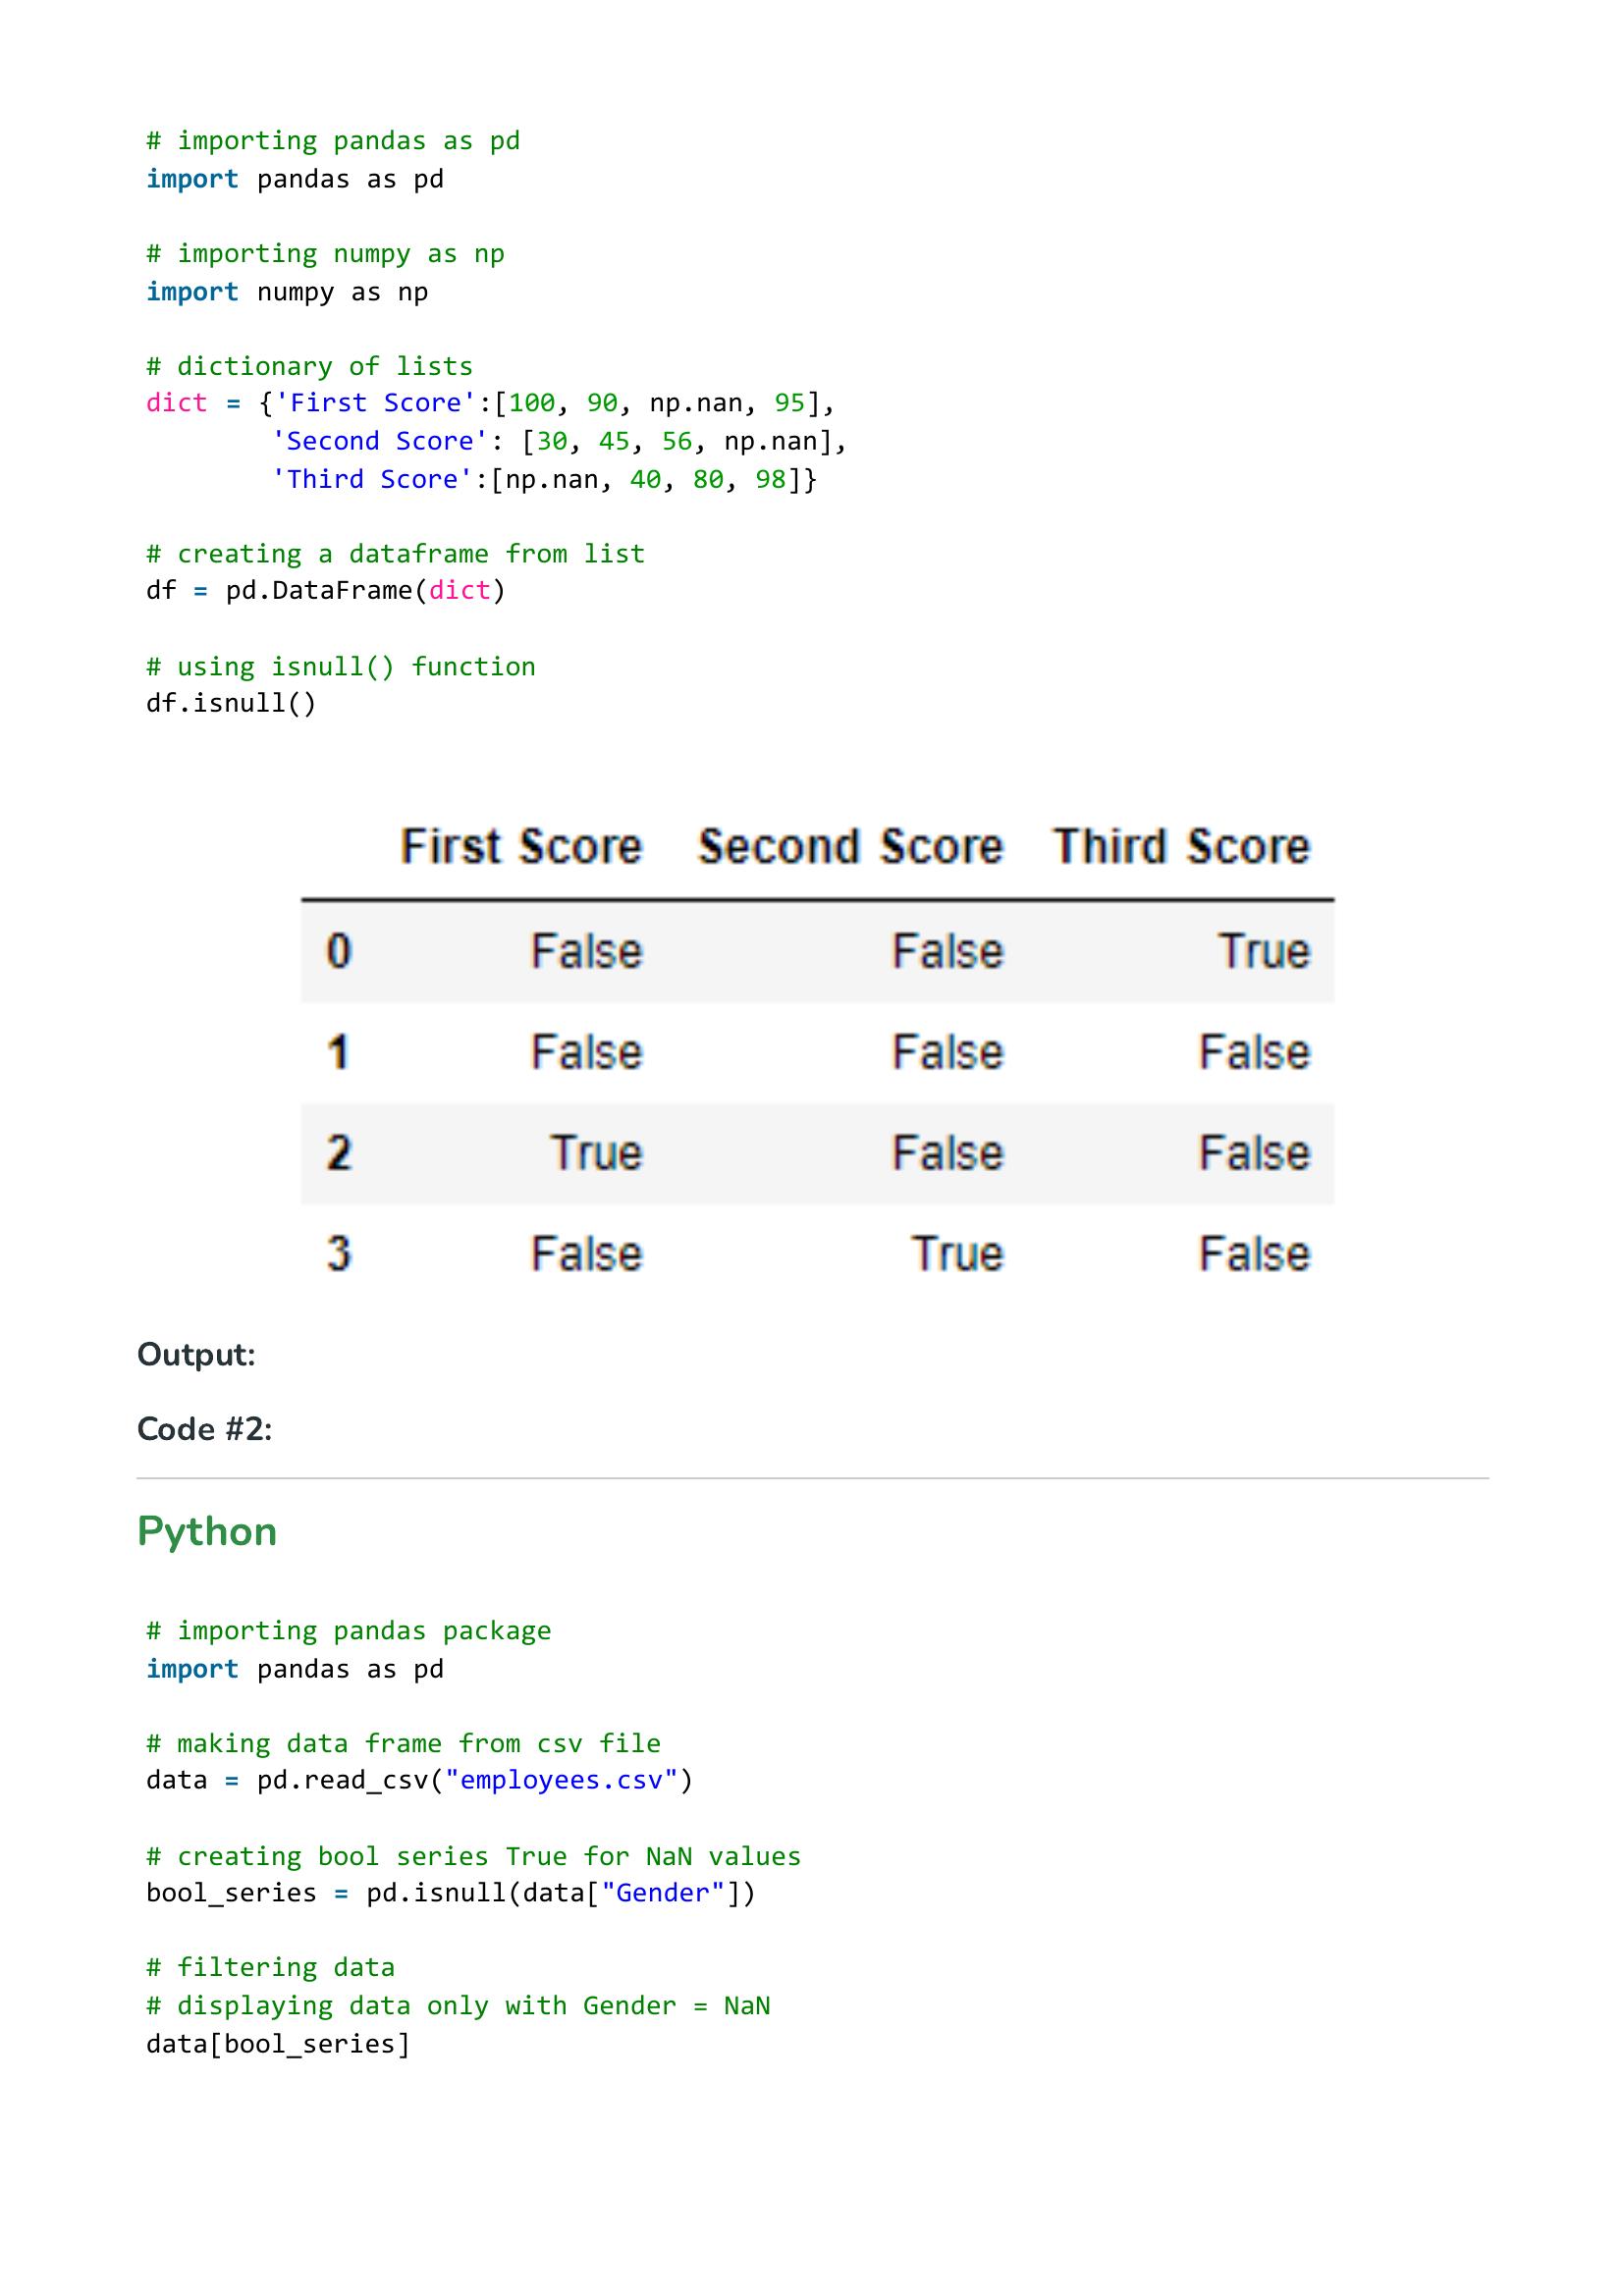 # importing pandas as pd
import pandas as pd
# importing numpy as np
import numpy as np
# dictionary of lists
dict = {'First Score':[100, 90, np.nan, 95],
        'Second Score': [30, 45, 56, np.nan],
        'Third Score':[np.nan, 40, 80, 98]}
# creating a dataframe from list
df = pd.DataFrame(dict)
# using isnull() function
df.isnull()
First Score Second Score Third Score
0 False False True
1 False False False
2 True False False
3 False True False
Output:
Code #2:
Python
# importing pandas package
import pandas as pd
# making data frame from csv file
data = pd.read_csv("employees.csv")
# creating bool series True for NaN values
bool_series = pd.isnull(data["Gender"])
# filtering data
# displaying data only with Gender = NaN
data[bool_series]